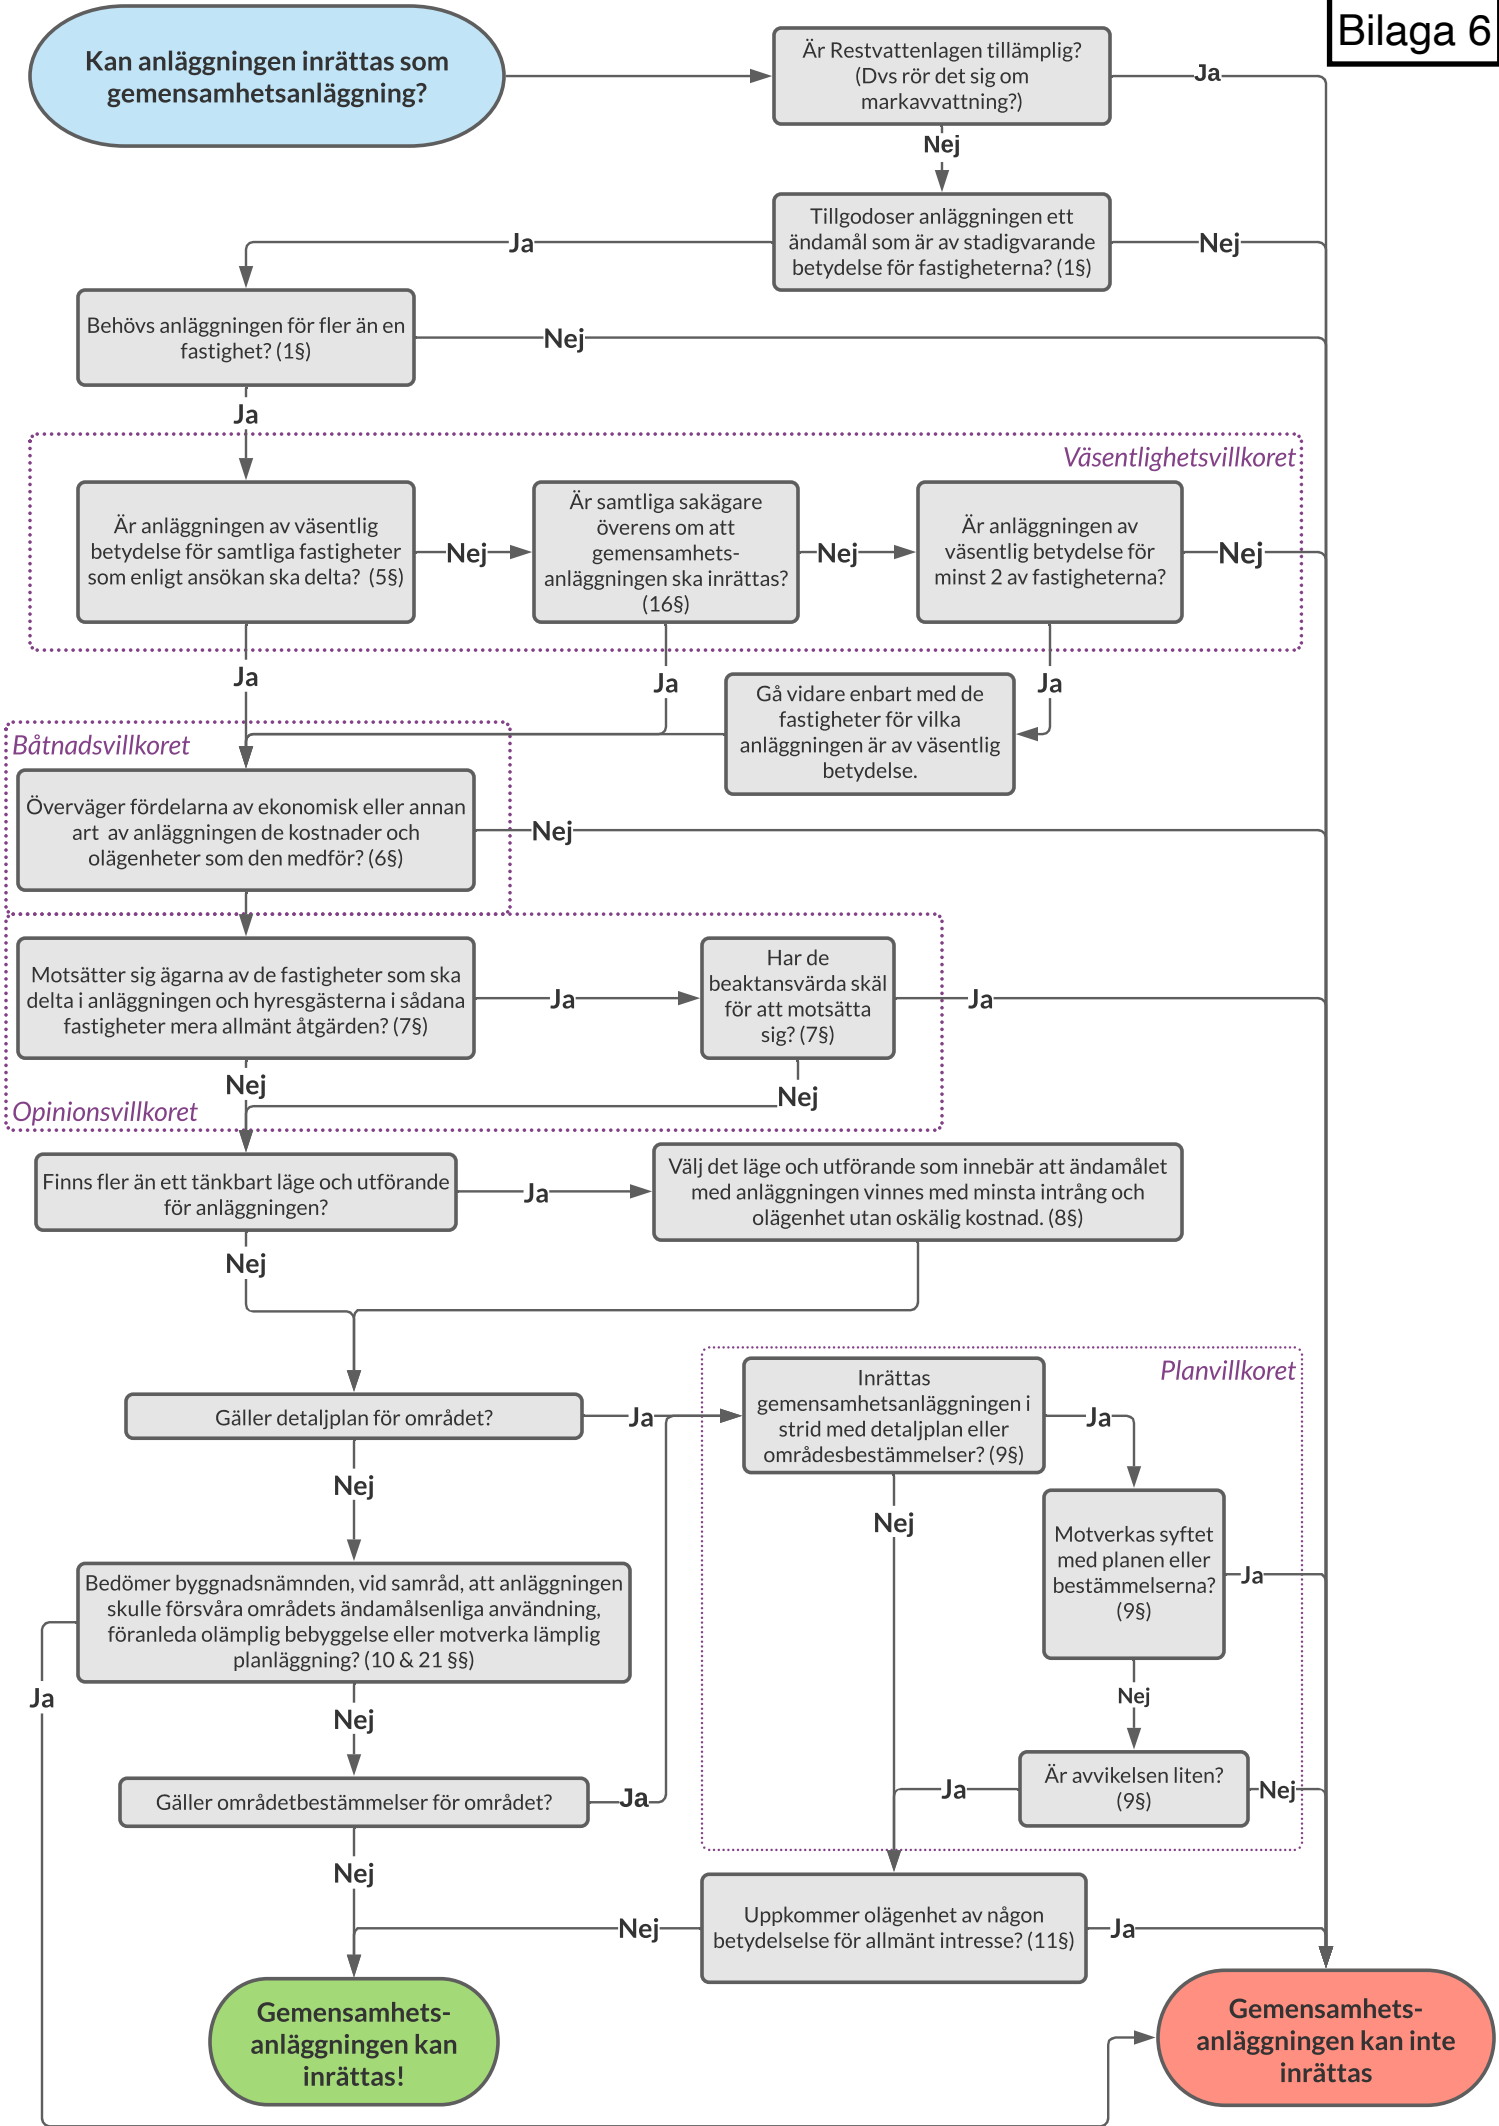 Bilaga 6
Kan anläggningen inrättas som
gemensamhetsanläggning?
Är Restvattenlagen tillämplig?
(Dvs rör det sig om
markavvattning?)
Ja
Nej
Tillgodoser anläggningen ett
ändamål som är av stadigvarande
betydelse för fastigheterna? (1§)
Ja
Nej
Behövs anläggningen för fler än en
fastighet? (1§)
Nej
Ja
Väsentlighetsvillkoret
Är anläggningen av väsentlig
betydelse för samtliga fastigheter
som enligt ansökan ska delta? (5§)
Nej
Är samtliga sakägare
överens om att
gemensamhets-
anläggningen ska inrättas?
(16§)
Nej
Är anläggningen av
väsentlig betydelse för
minst 2 av fastigheterna?
Nej
Ja
Ja
Ja
Gå vidare enbart med de
fastigheter för vilka
anläggningen är av väsentlig
betydelse.
Båtnadsvillkoret
Överväger fördelarna av ekonomisk eller annan
art av anläggningen de kostnader och
olägenheter som den medför? (6§)
Nej
Motsätter sig ägarna av de fastigheter som ska
delta i anläggningen och hyresgästerna i sådana
fastigheter mera allmänt åtgärden? (7§)
Ja
Har de
beaktansvärda skäl
för att motsätta
sig? (7§)
Ja
Nej
Nej
Opinionsvillkoret
Finns fler än ett tänkbart läge och utförande
för anläggningen?
Ja
Välj det läge och utförande som innebär att ändamålet
med anläggningen vinnes med minsta intrång och
olägenhet utan oskälig kostnad. (8§)
Nej
Planvillkoret
Gäller detaljplan för området?
Ja
Inrättas
gemensamhetsanläggningen i
strid med detaljplan eller
områdesbestämmelser? (9§)
Ja
Nej
Nej
Motverkas syftet
med planen eller
bestämmelserna?
(9§)
Ja
Bedömer byggnadsnämnden, vid samråd, att anläggningen
skulle försvåra områdets ändamålsenliga användning,
föranleda olämplig bebyggelse eller motverka lämplig
planläggning? (10 & 21 §§)
Ja
Nej
Nej
Gäller områdetbestämmelser för området?
Ja
Är avvikelsen liten?
(9§)
Ja
Nej
Nej
Uppkommer olägenhet av någon
betydelselse för allmänt intresse? (11§)
Nej
Ja
Gemensamhets-
anläggningen kan
inrättas!
Gemensamhets-
anläggningen kan inte
inrättas